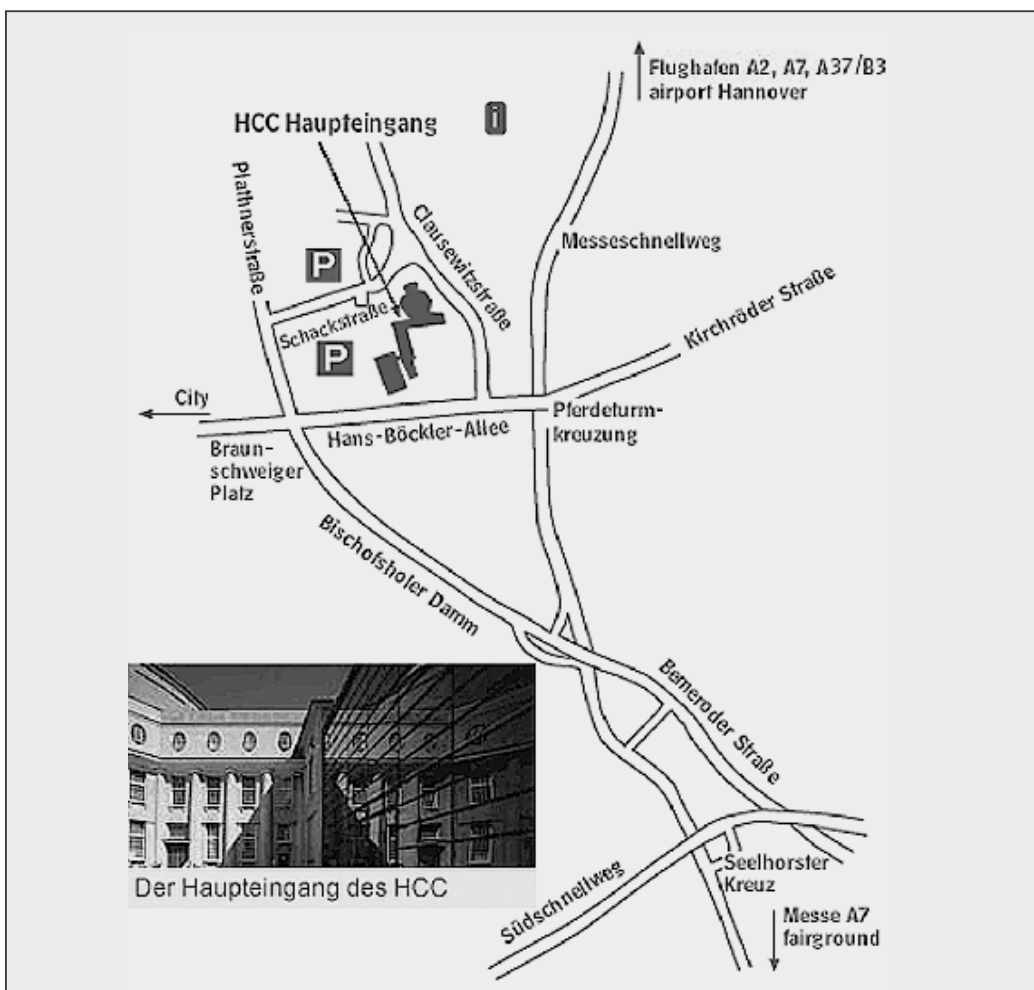 Flughafen A2, A7, A37/B3
airport Hannover
HCC Haupteingang
i
Plathnerstraße
Clausewitzstraße
Messeschnellweg
P
Kirchröder Straße
Schackstraße
P
City
Hans-Böckler-Allee
Pferdeturm-
kreuzung
Braun-
schweiger
Platz
Bischofsholer Damm
Bemeroder Straße
Der Haupteingang des HCC
Seelhorster
Kreuz
Südschnellweg
Messe A7
fairground